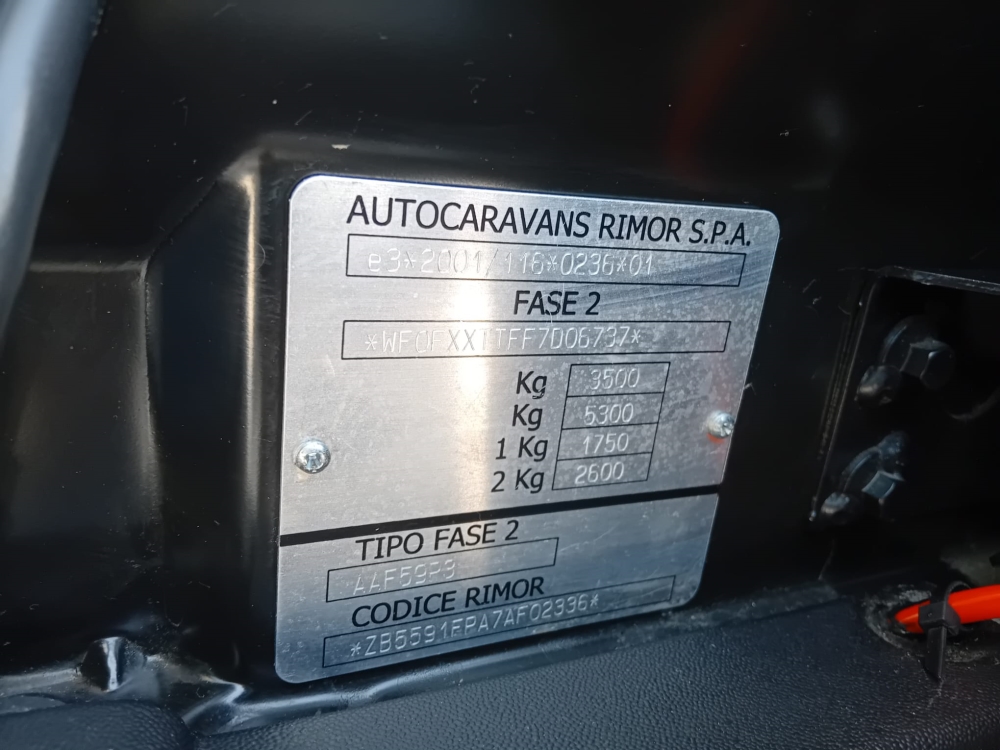 AUTOCARAVANS RIMOR S.P.A.
e3*2001/116*0236*01
FASE 2
*WF0FXXTTFF7D06737*
Kg 3500
Kg 5300
1 Kg 1750
2 Kg 2600
TIPO FASE 2
AAF59P3
CODICE RIMOR
*ZB5591FPA7AF02336*